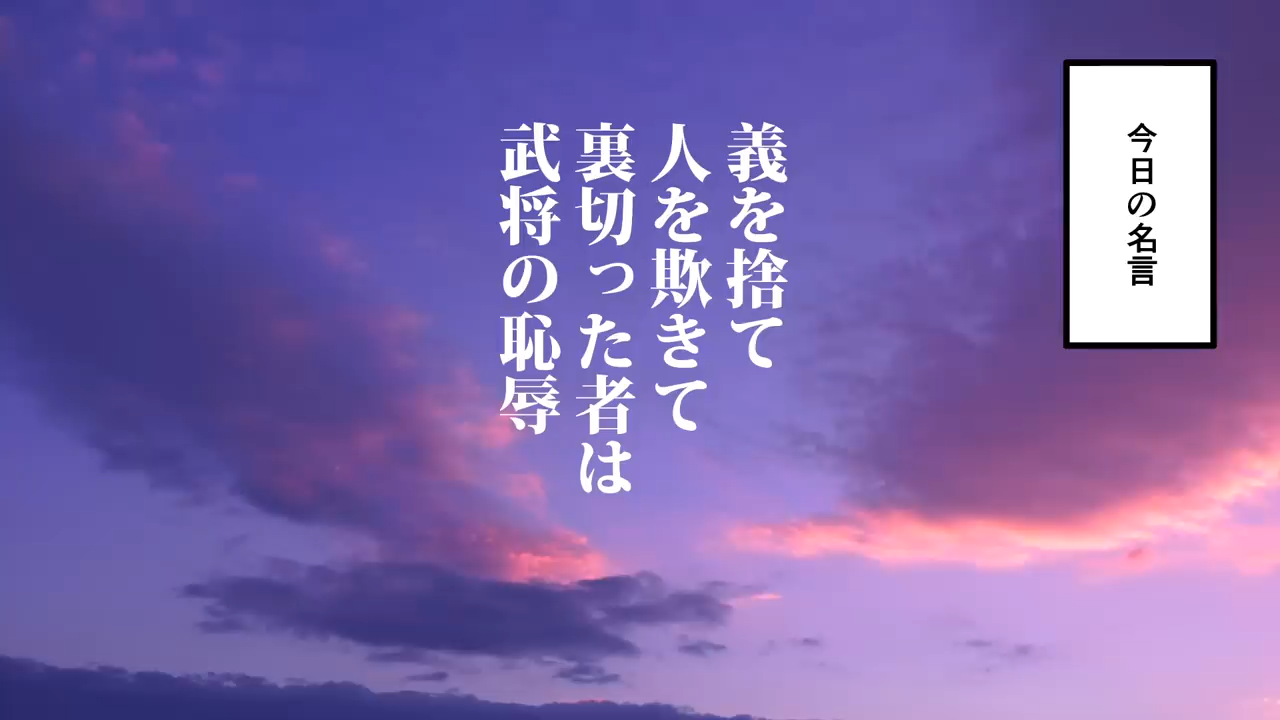 今日の名言
義を捨て
人を欺きて
裏切った者は
武将の恥辱